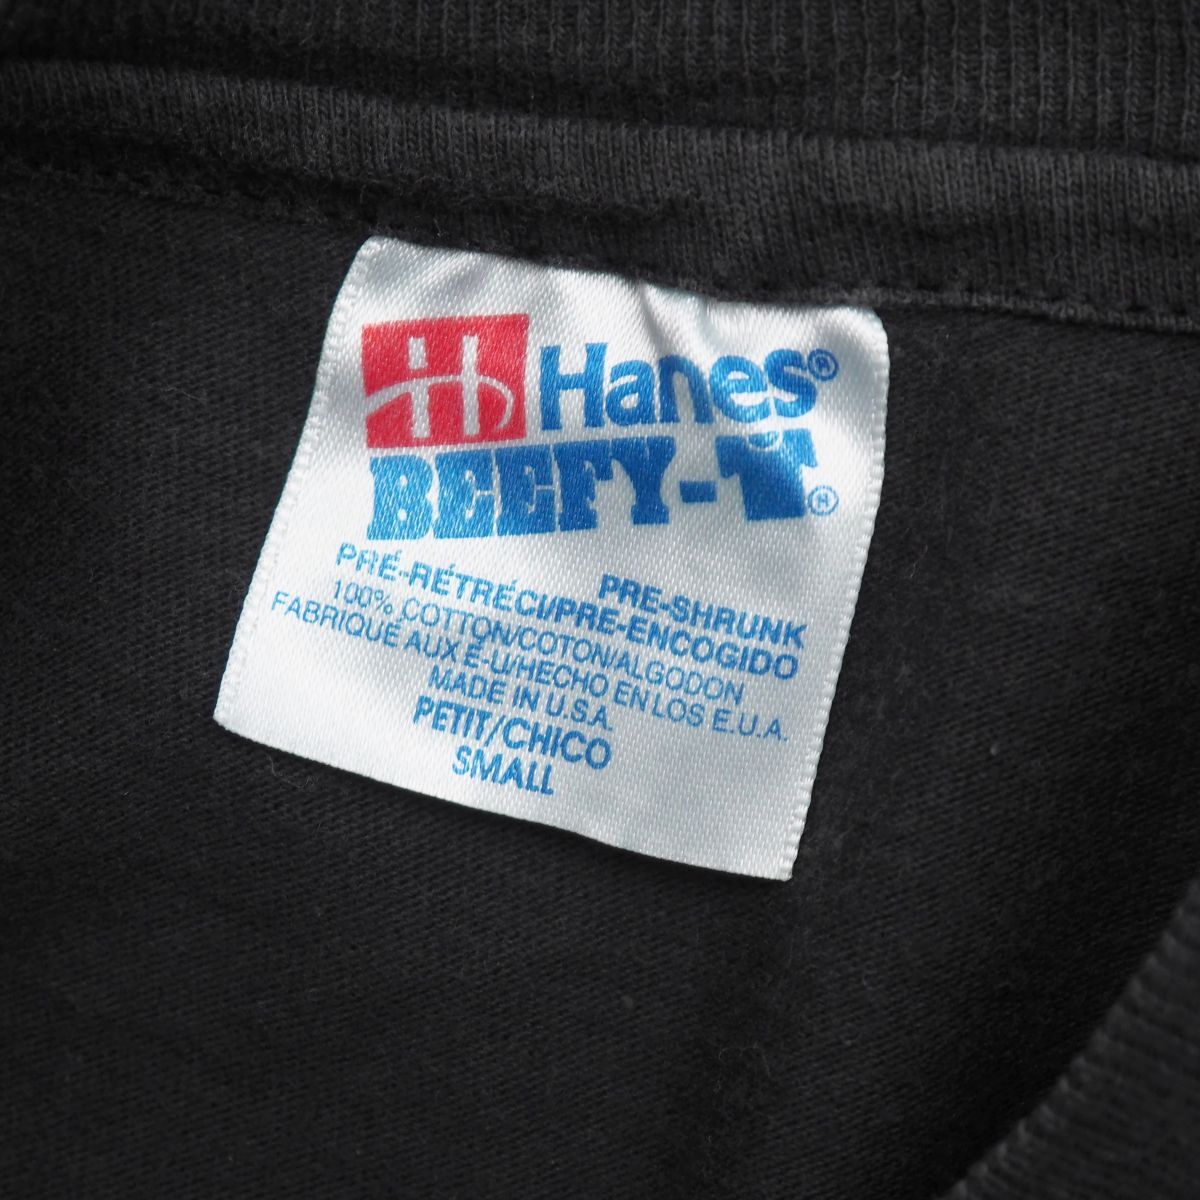 Hanes®
BEEFY-T®
PRE-SHRUNK
PRÉ-RÉTRÉCI/PRE-ENCOGIDO
100% COTTON/COTON/ALGODON
FABRIQUÉ AUX É-U/HECHO EN LOS E.U.A.
MADE IN U.S.A.
PETIT/CHICO
SMALL